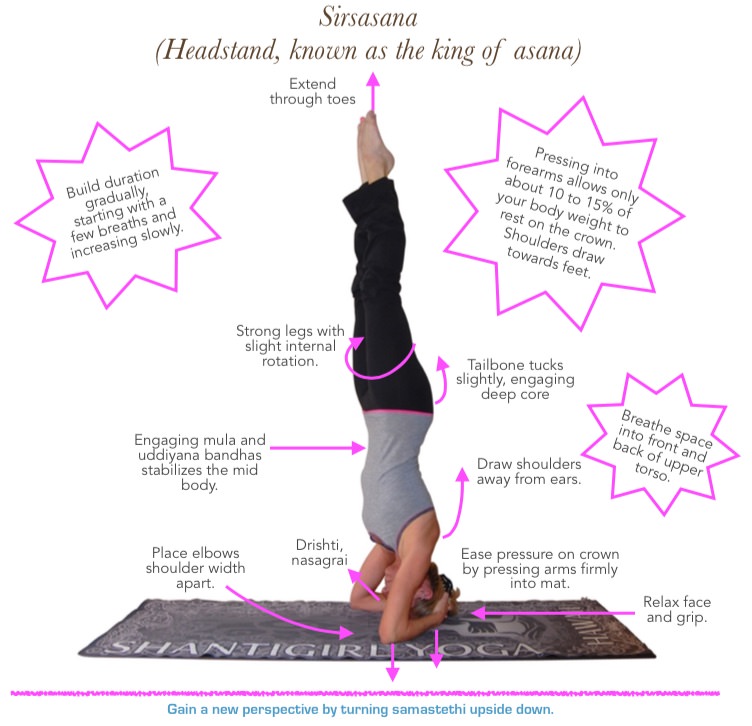 Sirsasana
(Headstand, known as the king of asana)
Extend
through toes
Build duration
gradually,
starting with a
few breaths and
increasing slowly.
Pressing into
forearms allows only
about 10 to 15% of
your body weight to
rest on the crown.
Shoulders draw
towards feet.
Strong legs with
slight internal
rotation.
Tailbone tucks
slightly, engaging
deep core
Breathe space
into front and
back of upper
torso.
Engaging mula and
uddiyana bandhas
stabilizes the mid
body.
Draw shoulders
away from ears.
Place elbows
shoulder width
apart.
Drishti,
nasagrai
Ease pressure on crown
by pressing arms firmly
into mat.
Relax face
and grip.
SHANTIGIRL YOGA
Gain a new perspective by turning samastethi upside down.